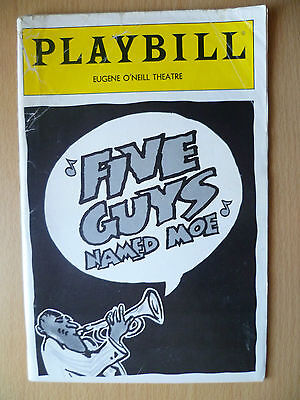 PLAYBILL
EUGENE O'NEILL THEATRE
FIVE
GUYS
NAMED MOE